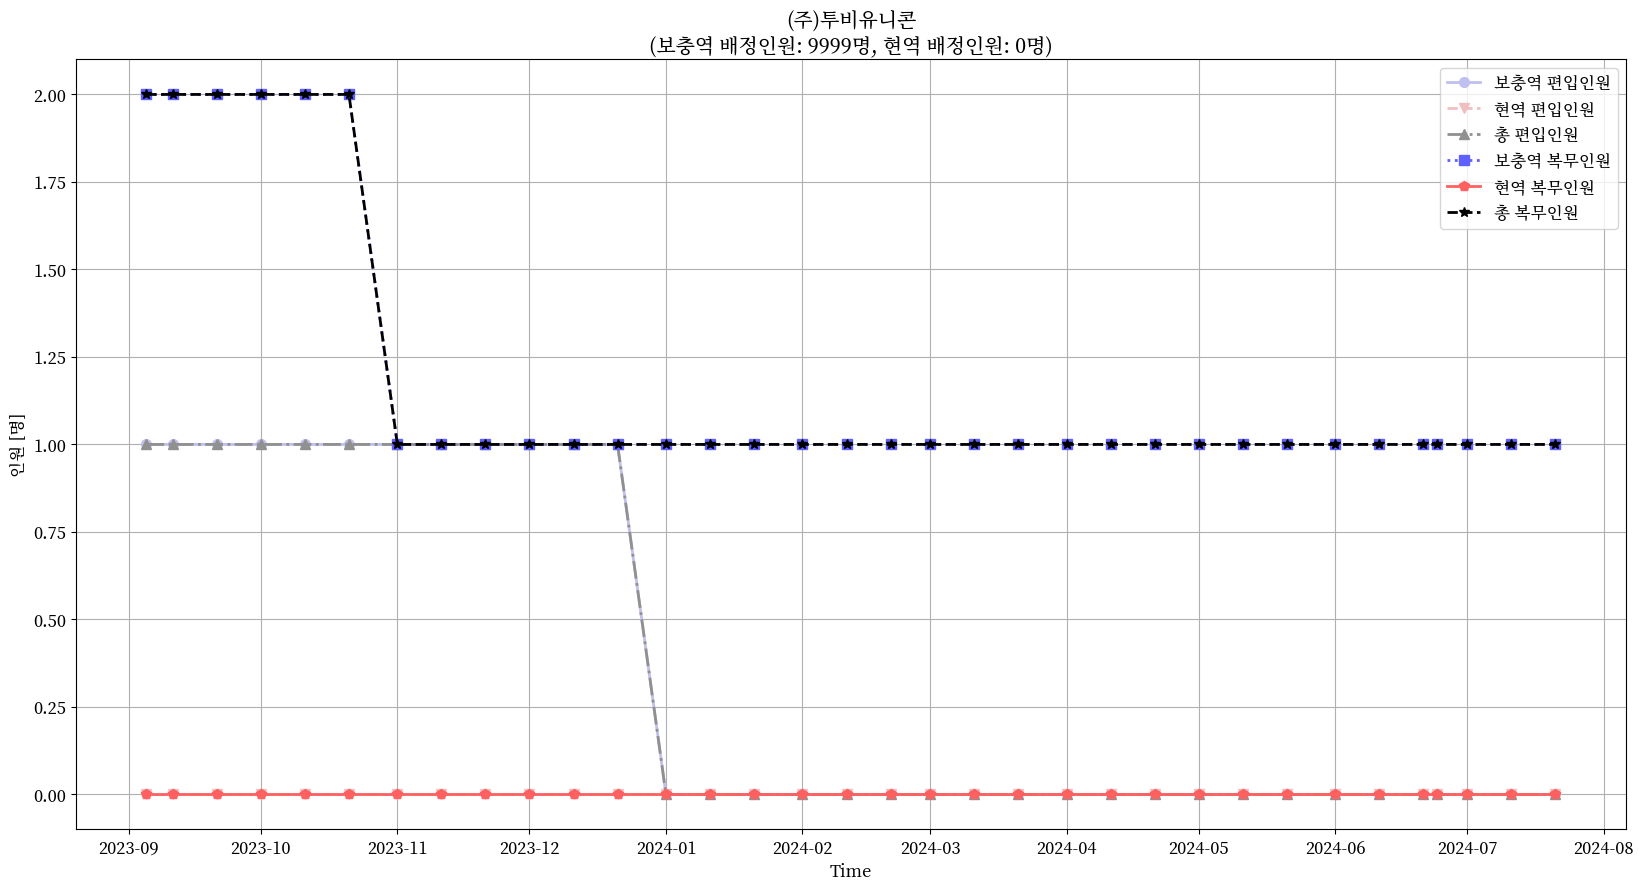 (주)투비유니콘
(보충역 배정인원: 9999명, 현역 배정인원: 0명)
보충역 편입인원
현역 편입인원
총 편입인원
보충역 복무인원
현역 복무인원
총 복무인원
인원 [명]
2.00
1.75
1.50
1.25
1.00
0.75
0.50
0.25
0.00
2023-09 2023-10 2023-11 2023-12 2024-01 2024-02 2024-03 2024-04 2024-05 2024-06 2024-07 2024-08
Time